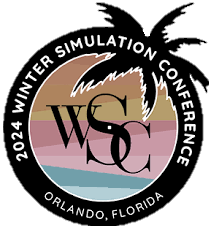 2024 WINTER SIMULATION CONFERENCE
WSC
ORLANDO, FLORIDA